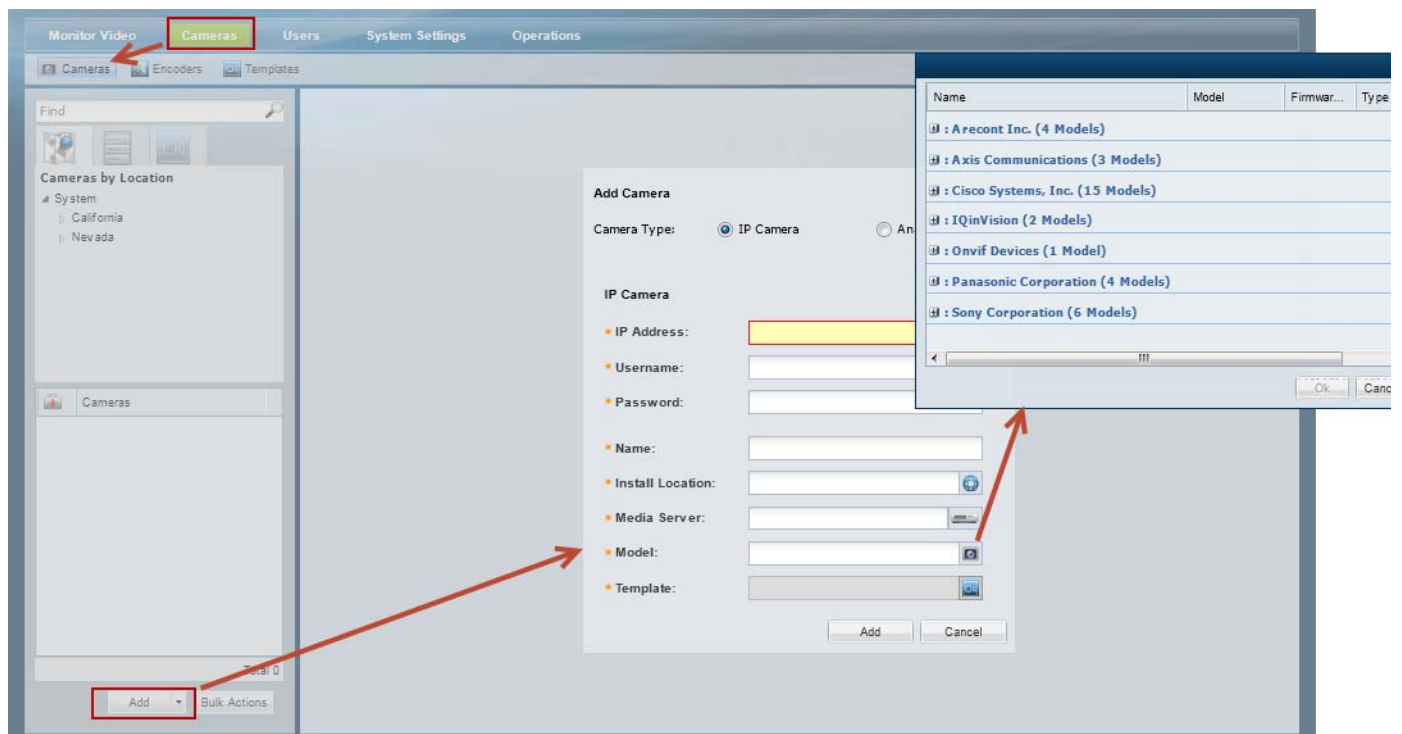 Monitor Video Cameras Users System Settings Operations
Cameras Encoders Templates
Find
Cameras by Location
System
California
Nevada
Cameras
Total 0
Add Bulk Actions
Add Camera
Camera Type: IP Camera An
IP Camera
IP Address:
Username:
Password:
Name:
Install Location:
Media Server:
Model:
Template:
Add Cancel
Name Model Firmwar... Type
: Arecont Inc. (4 Models)
: Axis Communications (3 Models)
: Cisco Systems, Inc. (15 Models)
: IQinVision (2 Models)
: Onvif Devices (1 Model)
: Panasonic Corporation (4 Models)
: Sony Corporation (6 Models)
Ok Canc